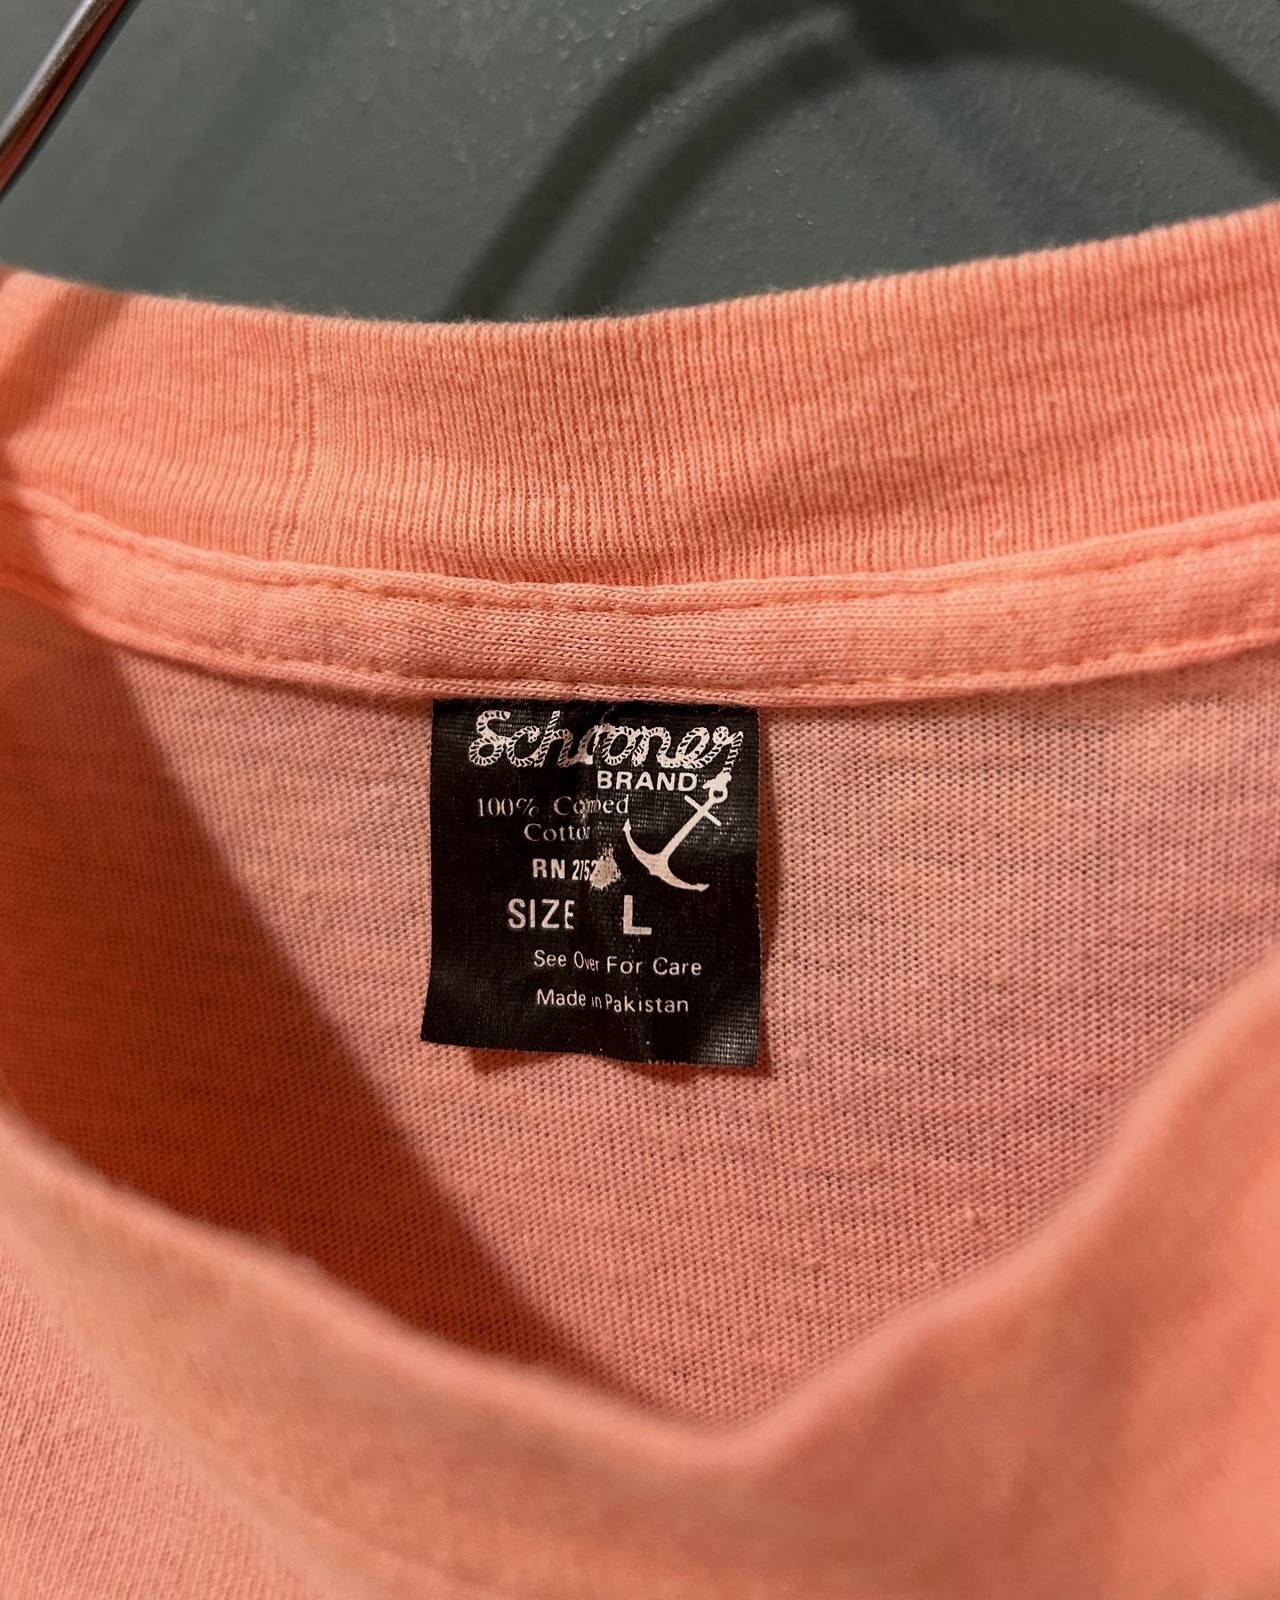 Schooner
BRAND
100% Combed
Cotton
RN
SIZE L
See Over For Care
Made in Pakistan